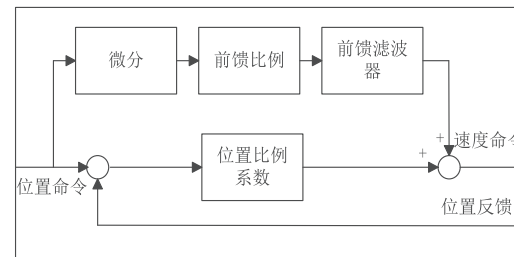 微分
前馈比例
前馈滤波
器
+
速度命令
+
位置比例
系数
位置命令
位置反馈